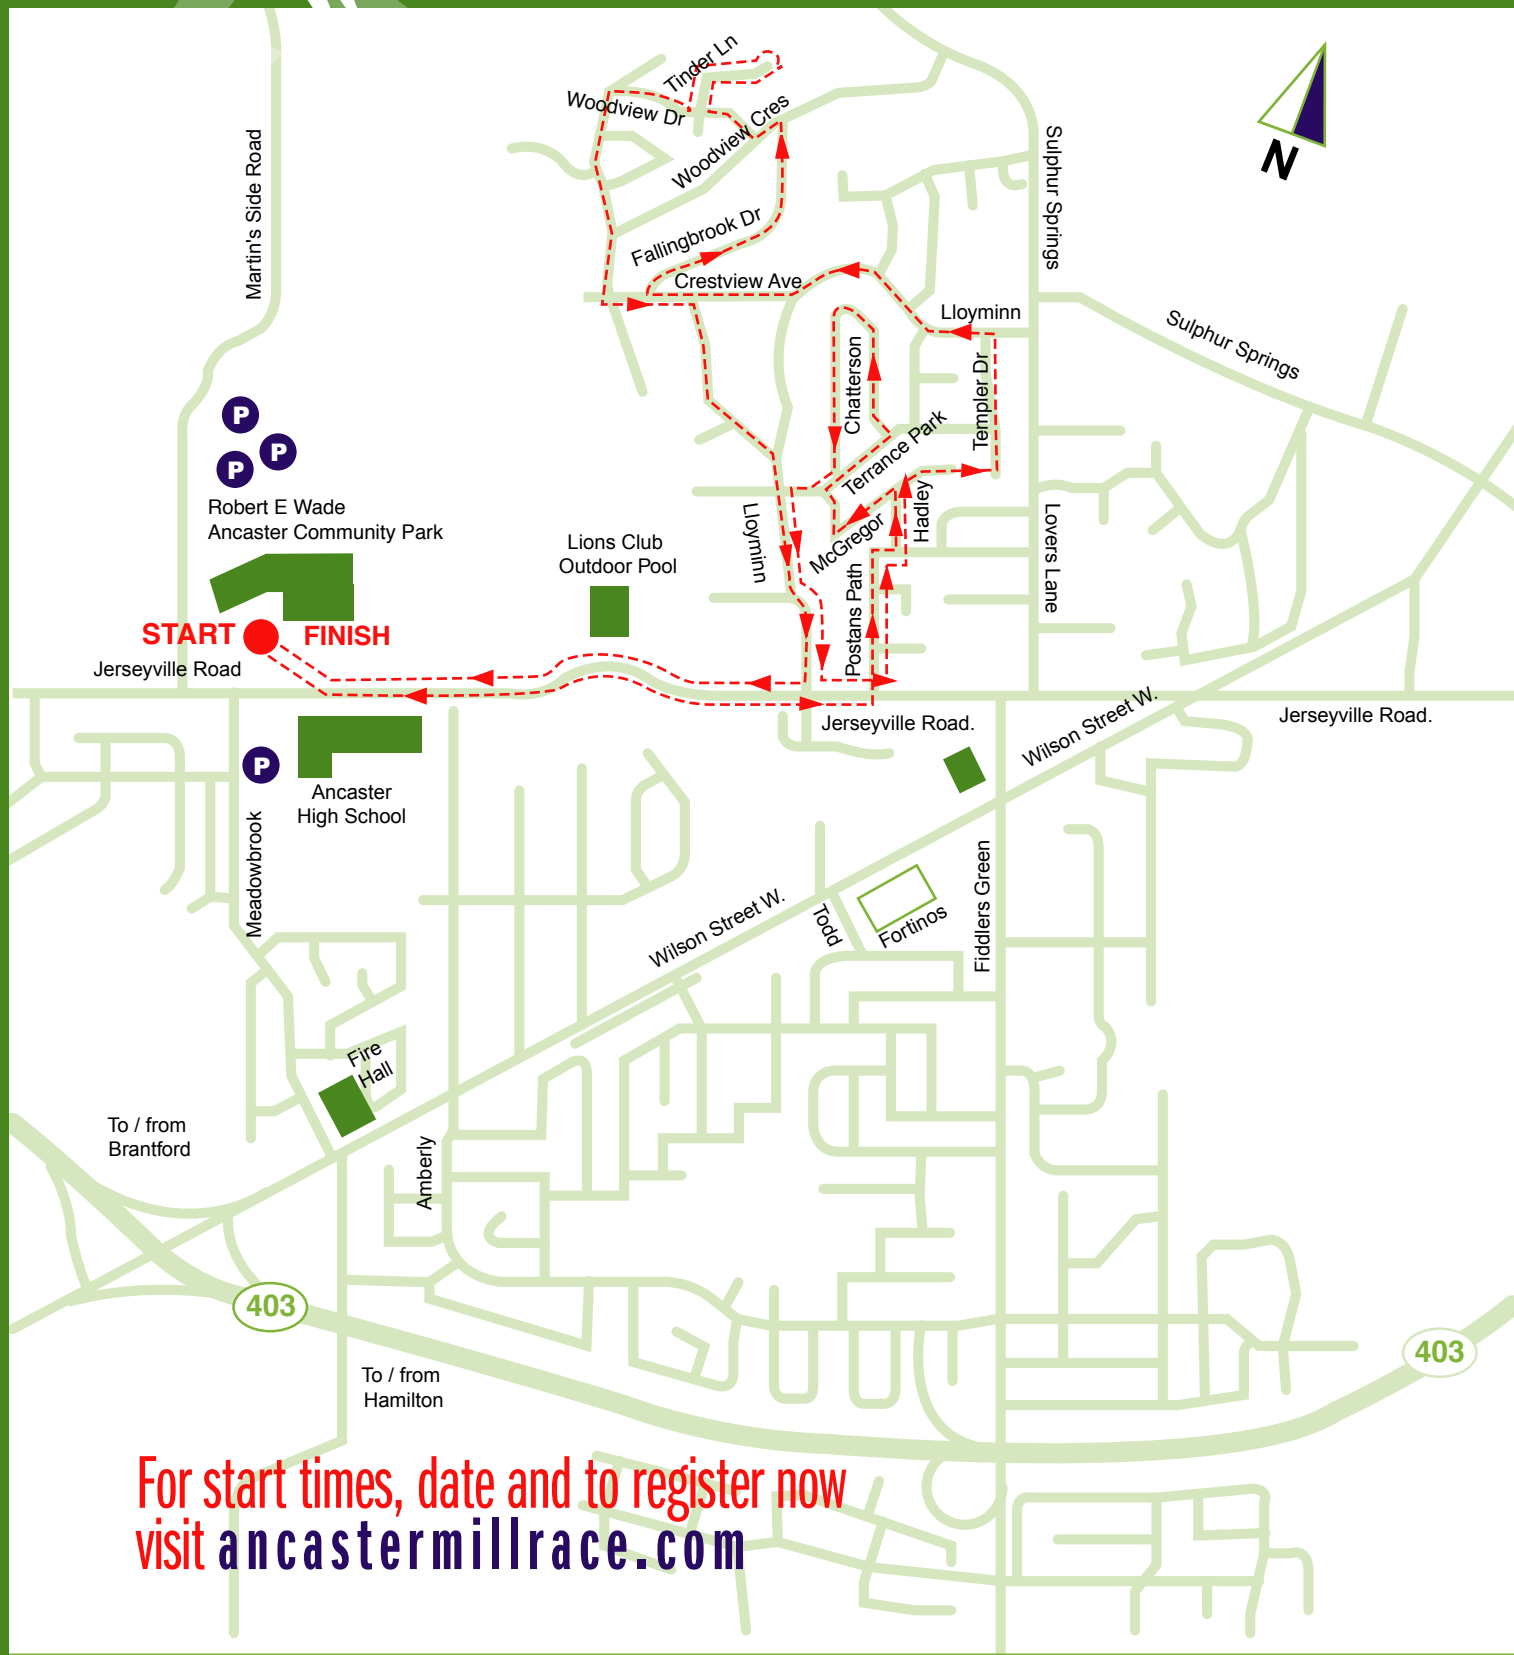 Tinder Ln
Woodview Dr
Woodview Cres
N
Martin's Side Road
Sulphur Springs
Fallingbrook Dr
Crestview Ave
Lloyminn
Sulphur Springs
Chatterson
Templer Dr
Terrance Park
P
P
P
Robert E Wade
Ancaster Community Park
Hadley
McGregor
Lloyminn
Lovers Lane
Lions Club
Outdoor Pool
Postans Path
START
FINISH
Jerseyville Road
Jerseyville Road.
Wilson Street W.
Jerseyville Road.
P
Ancaster
High School
Meadowbrook
Fiddlers Green
Wilson Street W.
Todd
Fortinos
Fire
Hall
To / from
Brantford
Amberly
403
403
To / from
Hamilton
For start times, date and to register now
visit ancastermillrace.com